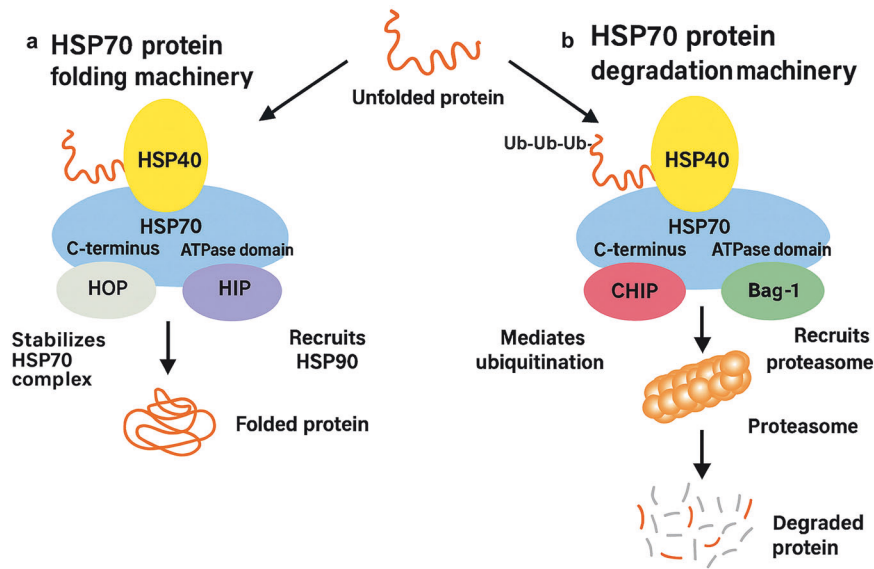 a HSP70 protein
folding machinery
Unfolded protein
b HSP70 protein
degradation machinery
HSP40
HSP70
C-terminus ATPase domain
HOP HIP
Stabilizes
HSP70
complex
Recruits
HSP90
Folded protein
Ub-Ub-Ub-
HSP40
HSP70
C-terminus ATPase domain
CHIP Bag-1
Mediates
ubiquitination
Recruits
proteasome
Proteasome
Degraded
protein